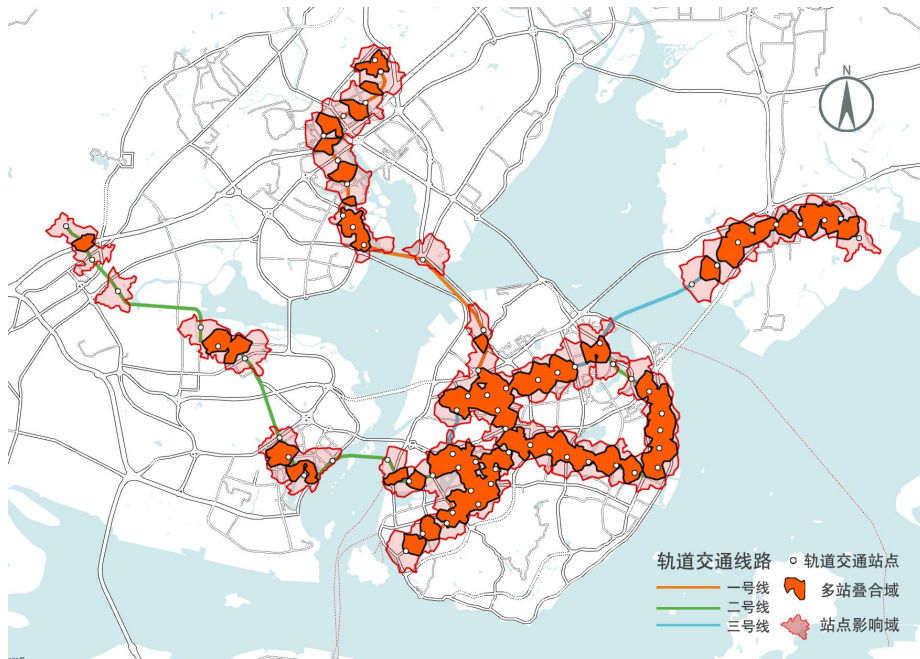 N
轨道交通线路
轨道交通站点
一号线
多站叠合域
二号线
三号线
站点影响域